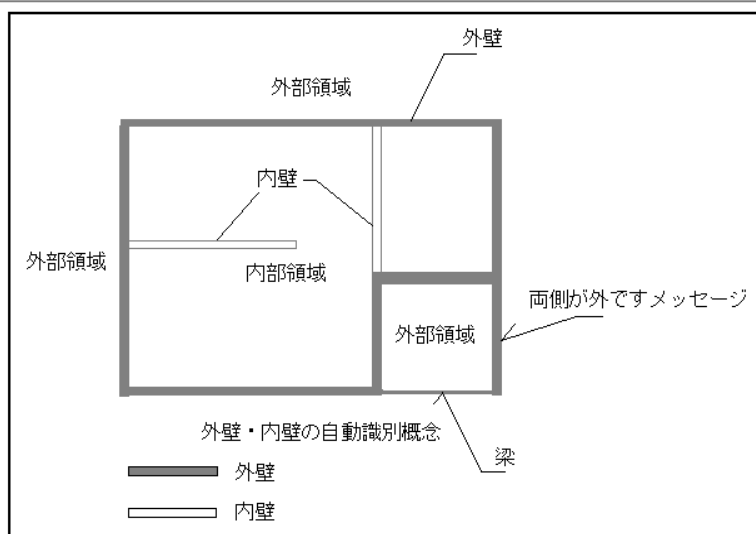 外壁
外部領域
内壁
外部領域
内部領域
両側が外ですメッセージ
外部領域
外壁・内壁の自動識別概念
梁
外壁
内壁